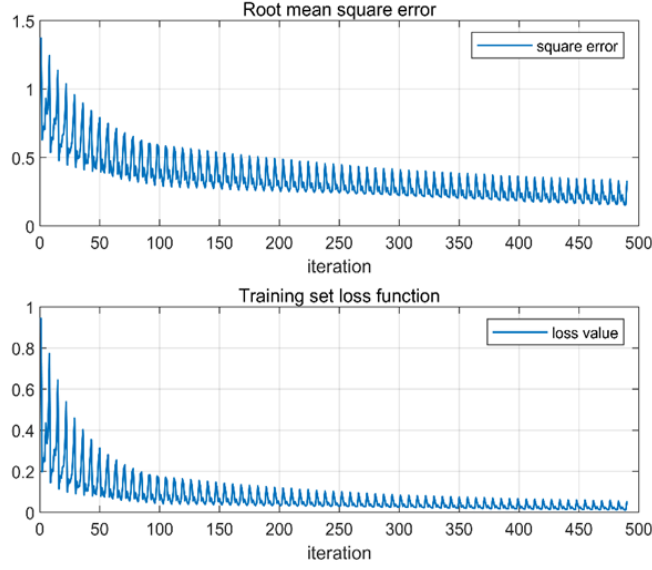 Root mean square error
1.5
square error
1
0.5
0
0 50 100 150 200 250 300 350 400 450 500
iteration
Training set loss function
1
loss value
0.8
0.6
0.4
0.2
0
0 50 100 150 200 250 300 350 400 450 500
iteration